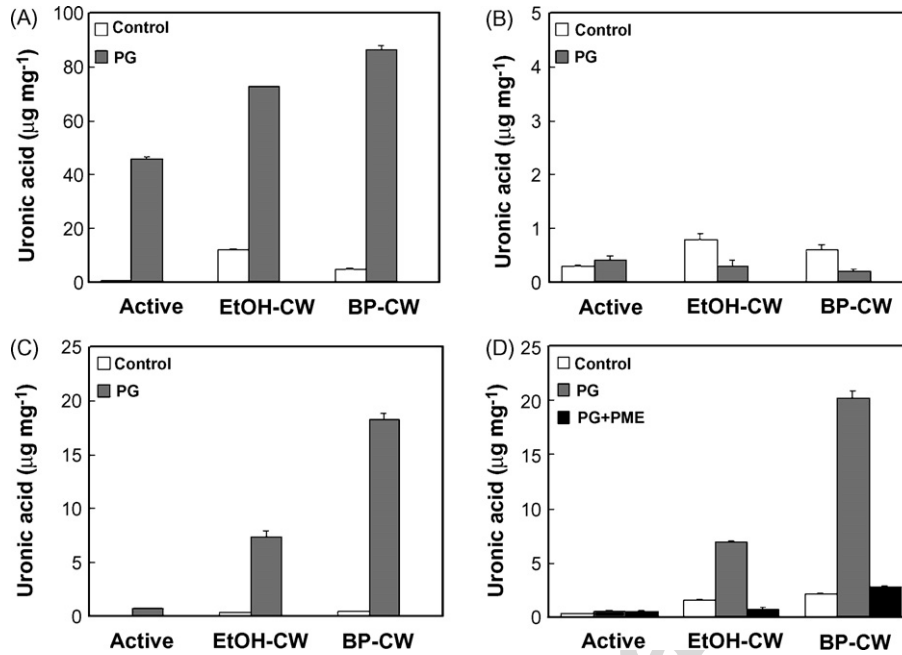 (A)
Uronic acid (μg mg⁻¹)
100
80
60
40
20
0
Control
PG
Active EtOH-CW BP-CW
(B)
Uronic acid (μg mg⁻¹)
5
4
3
2
1
0
Control
PG
Active EtOH-CW BP-CW
(C)
Uronic acid (μg mg⁻¹)
25
20
15
10
5
0
Control
PG
Active EtOH-CW BP-CW
(D)
Uronic acid (μg mg⁻¹)
25
20
15
10
5
0
Control
PG
PG+PME
Active EtOH-CW BP-CW